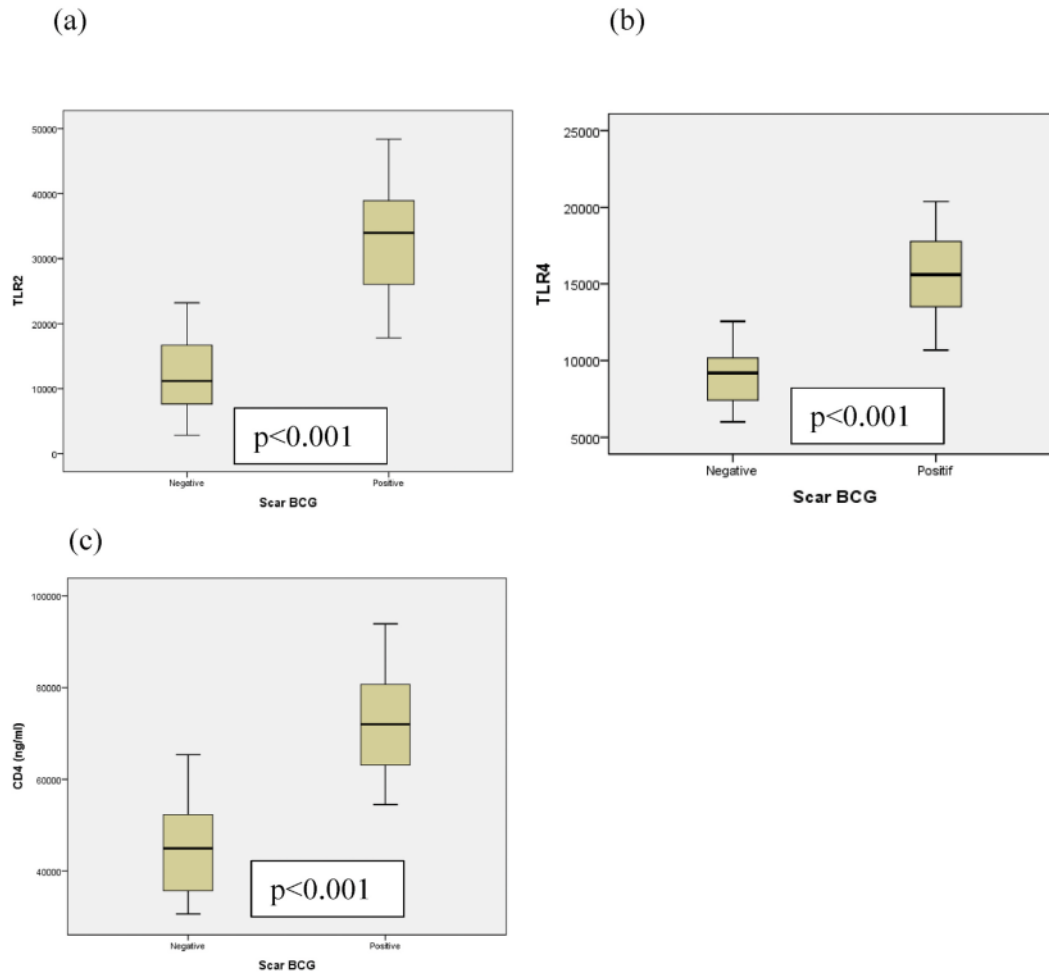 (a)
50000
40000
30000
20000
10000
0
TLR2
p<0.001
Negative
Positive
Scar BCG
(b)
25000
20000
15000
10000
5000
TLR4
p<0.001
Negative
Positif
Scar BCG
(c)
100000
80000
60000
40000
CD4 (ng/ml)
p<0.001
Negative
Positive
Scar BCG